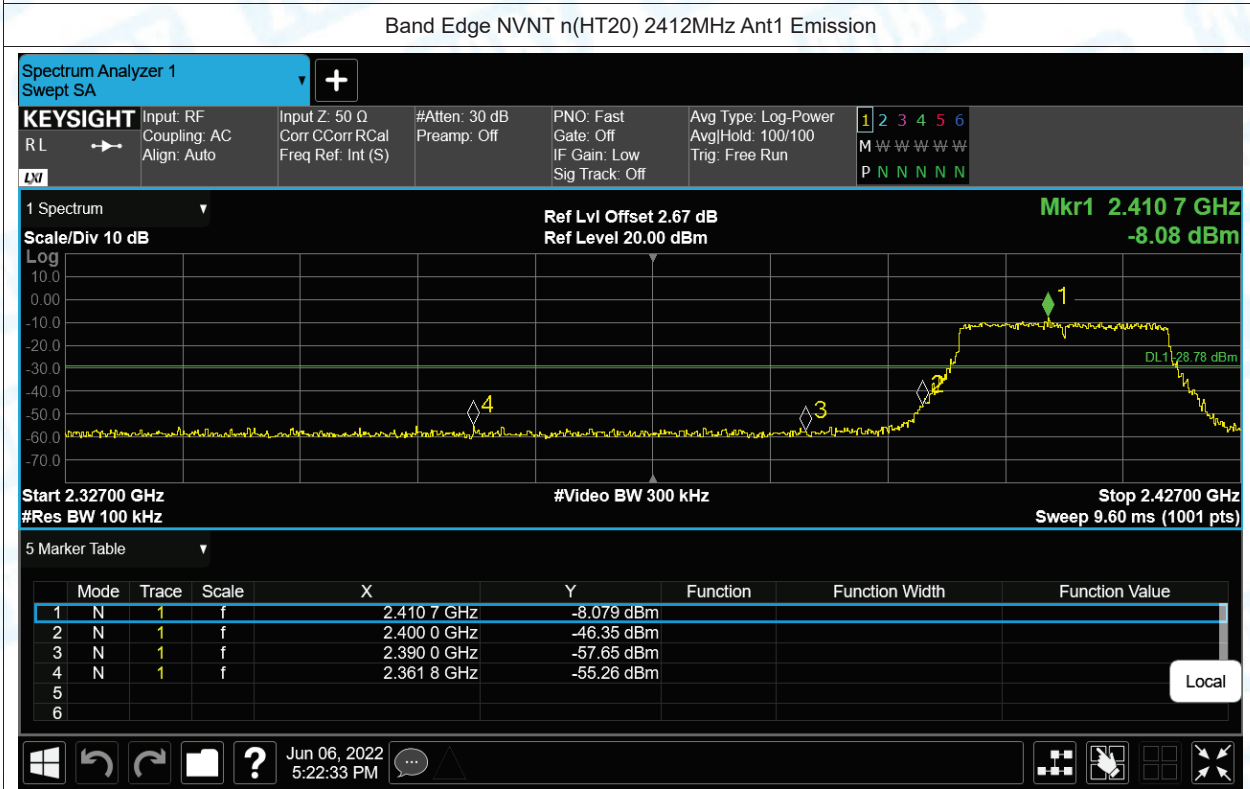 Band Edge NVNT n(HT20) 2412MHz Ant1 Emission
Spectrum Analyzer 1
Swept SA
KEYSIGHT
RL
LXI
Input: RF
Coupling: AC
Align: Auto
Input Z: 50 Ω
Corr CCorr RCal
Freq Ref: Int (S)
#Atten: 30 dB
Preamp: Off
PNO: Fast
Gate: Off
IF Gain: Low
Sig Track: Off
Avg Type: Log-Power
Avg|Hold: 100/100
Trig: Free Run
1 2 3 4 5 6
M W W W W W
P N N N N N
1 Spectrum
Scale/Div 10 dB
Ref Lvl Offset 2.67 dB
Ref Level 20.00 dBm
Mkr1 2.410 7 GHz
-8.08 dBm
Log
10.0
0.00
-10.0
-20.0
-30.0
-40.0
-50.0
-60.0
-70.0
1
DL1 -28.78 dBm
2
4
3
Start 2.32700 GHz
#Video BW 300 kHz
Stop 2.42700 GHz
#Res BW 100 kHz
Sweep 9.60 ms (1001 pts)
5 Marker Table
Mode Trace Scale X Y Function Function Width Function Value
1 N 1 f 2.410 7 GHz -8.079 dBm
2 N 1 f 2.400 0 GHz -46.35 dBm
3 N 1 f 2.390 0 GHz -57.65 dBm
4 N 1 f 2.361 8 GHz -55.26 dBm
5
6
Local
?
Jun 06, 2022
5:22:33 PM